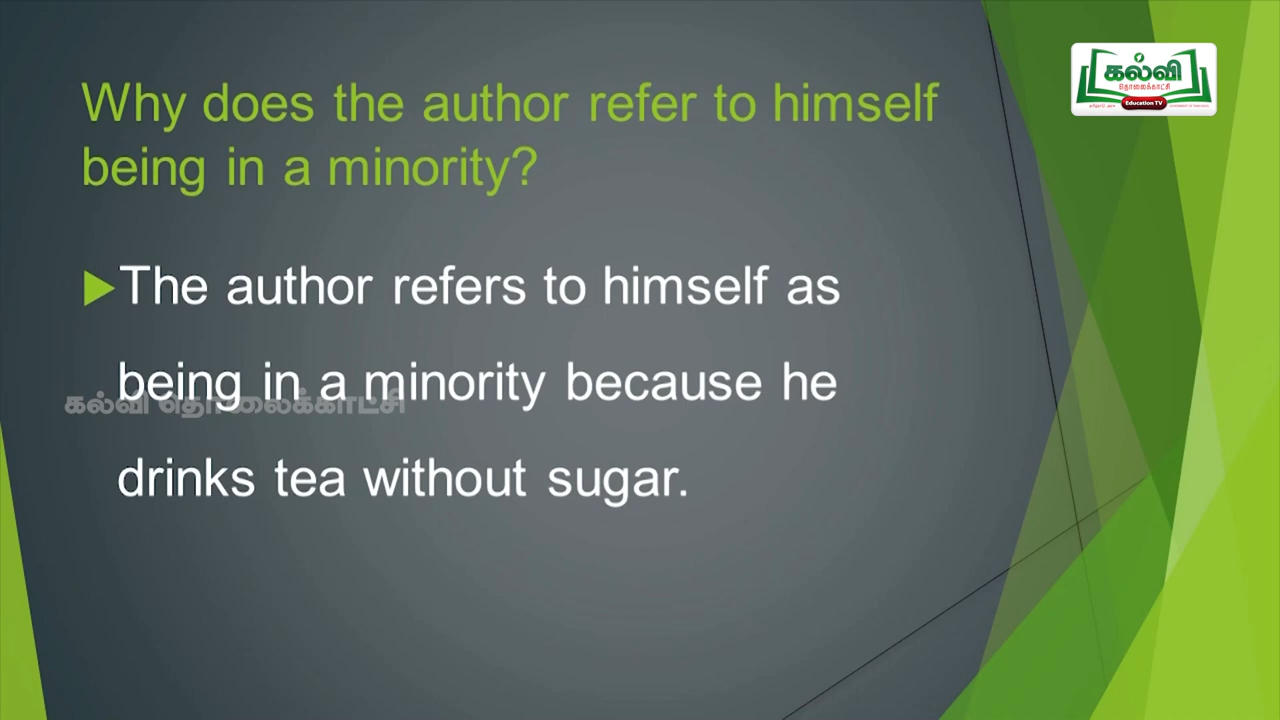 Why does the author refer to himself
being in a minority?
The author refers to himself as
being in a minority because he
drinks tea without sugar.
கல்வி தொலைக்காட்சி
கல்வி
தொலைக்காட்சி
Education TV